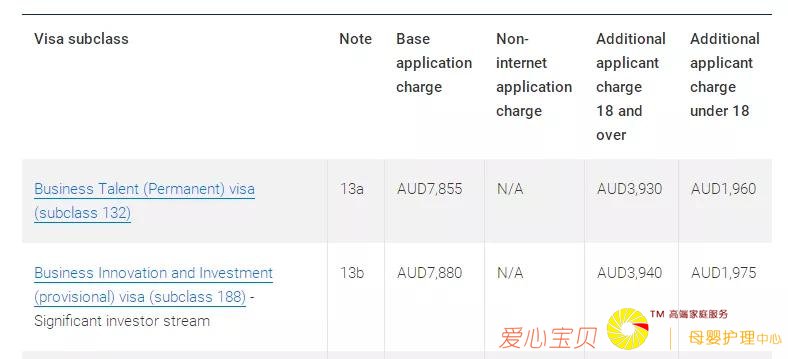 Visa subclass Note Base Non- Additional Additional
application internet applicant applicant
charge application charge charge
charge 18 and under 18
over
Business Talent (Permanent) visa 13a AUD7,855 N/A AUD3,930 AUD1,960
(subclass 132)
Business Innovation and Investment 13b AUD7,880 N/A AUD3,940 AUD1,975
(provisional) visa (subclass 188) -
Significant investor stream
爱心宝贝 TM 高端家庭服务
母婴护理中心